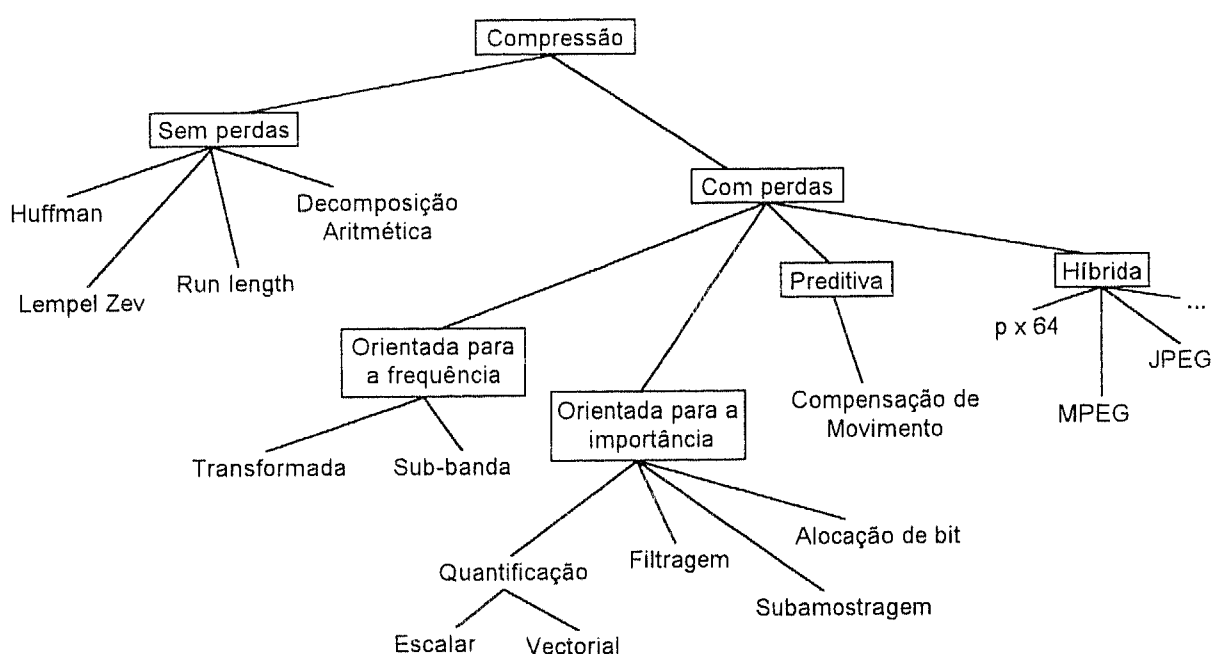 Compressão
Sem perdas
Com perdas
Huffman
Decomposição
Aritmética
Lempel Zev
Run length
Preditiva
Híbrida
p x 64
...
JPEG
MPEG
Orientada para
a frequência
Orientada para a
importância
Compensação de
Movimento
Transformada
Sub-banda
Quantificação
Filtragem
Alocação de bit
Subamostragem
Escalar
Vectorial